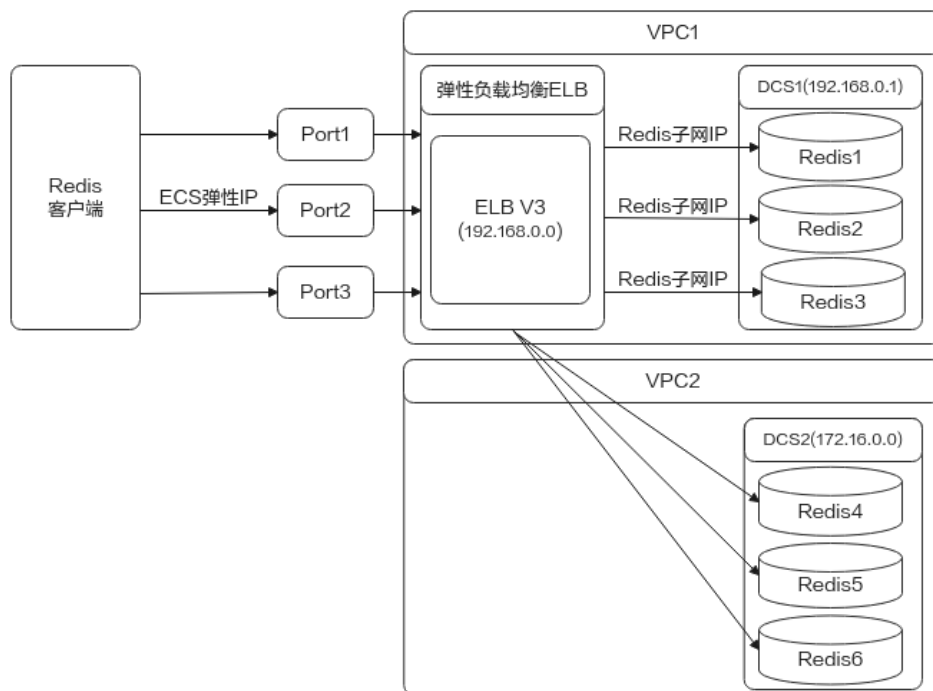 VPC1
Redis
客户端
ECS弹性IP
Port1
Port2
Port3
弹性负载均衡ELB
ELB V3
(192.168.0.0)
Redis子网IP
Redis子网IP
Redis子网IP
DCS1(192.168.0.1)
Redis1
Redis2
Redis3
VPC2
DCS2(172.16.0.0)
Redis4
Redis5
Redis6